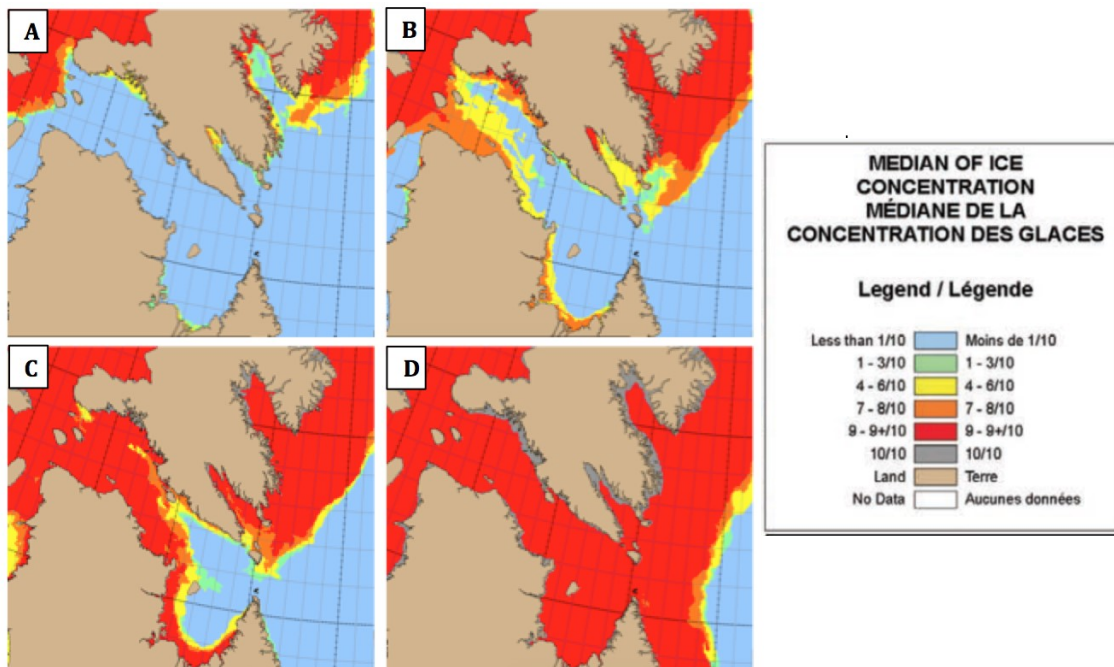 A
B
C
D
MEDIAN OF ICE
CONCENTRATION
MÉDIANE DE LA
CONCENTRATION DES GLACES
Legend / Légende
Less than 1/10 Moins de 1/10
1 - 3/10 1 - 3/10
4 - 6/10 4 - 6/10
7 - 8/10 7 - 8/10
9 - 9+/10 9 - 9+/10
10/10 10/10
Land Terre
No Data Aucunes données